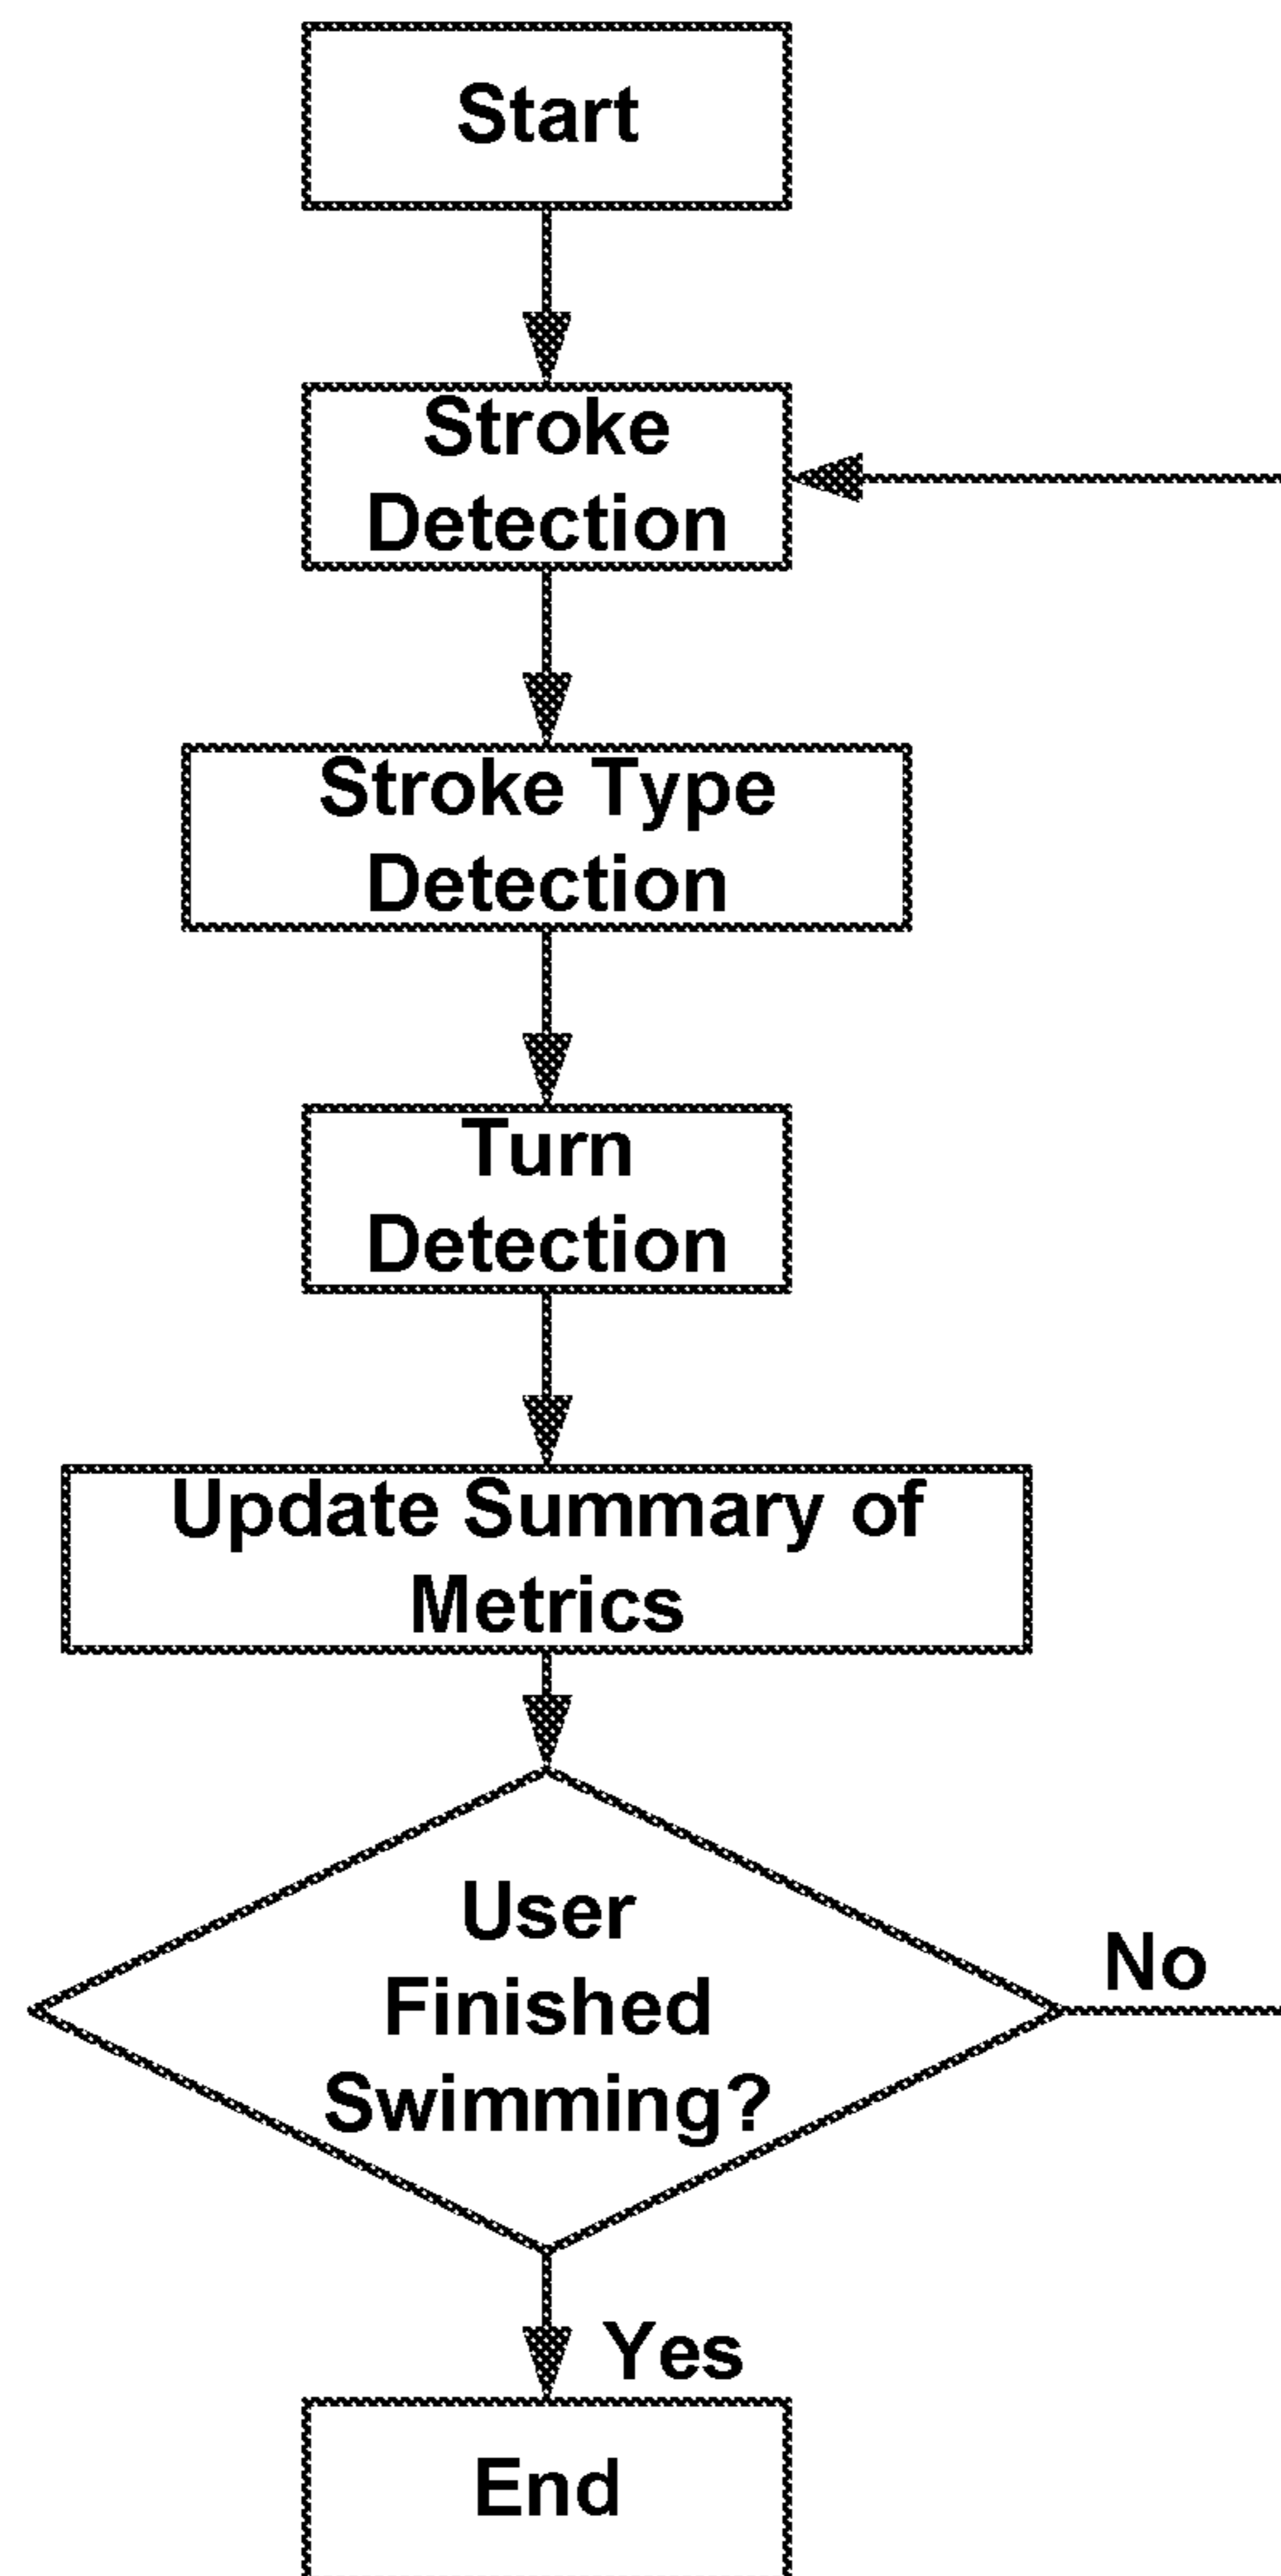 Start
Stroke
Detection
Stroke Type
Detection
Turn
Detection
Update Summary of
Metrics
User
Finished
Swimming?
No
Yes
End